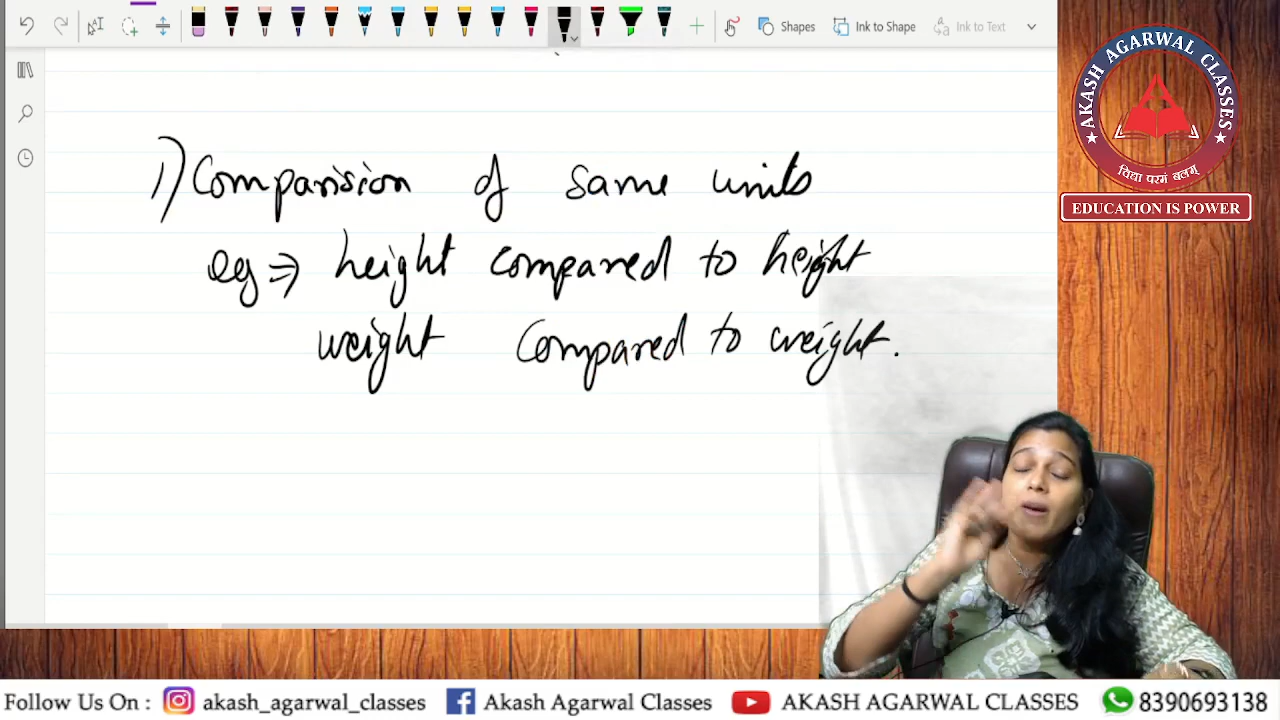 Shapes Ink to Shape Ink to Text
AKASH AGARWAL CLASSES
विद्या परमं बलम्
EDUCATION IS POWER
1) Comparision of same units
eg ⇒ height compared to height
weight Compared to weight.
Follow Us On : akash_agarwal_classes Akash Agarwal Classes AKASH AGARWAL CLASSES 8390693138